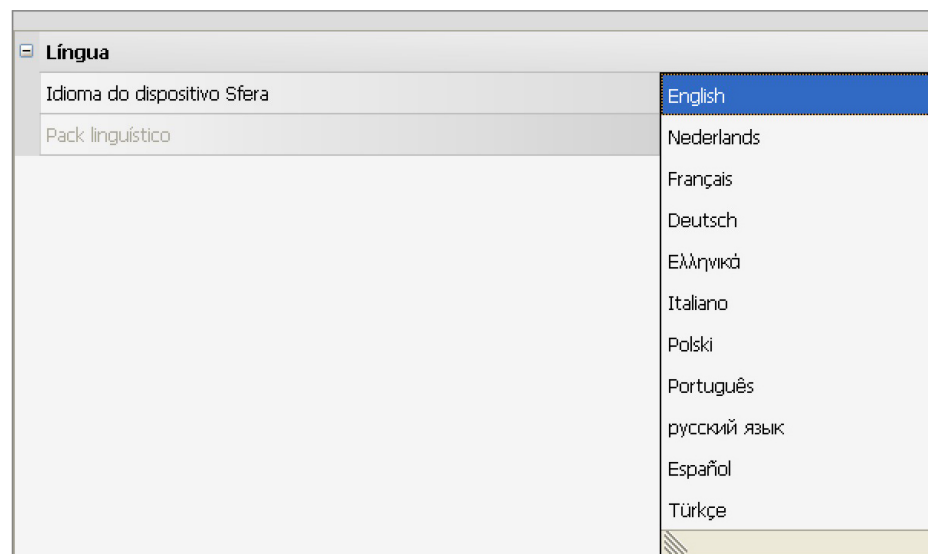 Língua
Idioma do dispositivo Sfera
English
Pack linguístico
Nederlands
Français
Deutsch
Ελληνικά
Italiano
Polski
Português
русский язык
Español
Türkçe